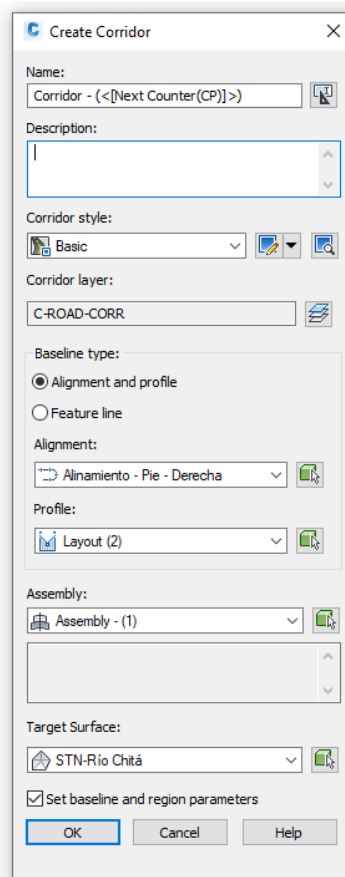 Create Corridor
Name:
Corridor - (<[Next Counter(CP)]>)
Description:
Corridor style:
Basic
Corridor layer:
C-ROAD-CORR
Baseline type:
Alignment and profile
Feature line
Alignment:
Alinamiento - Pie - Derecha
Profile:
Layout (2)
Assembly:
Assembly - (1)
Target Surface:
STN-Río Chitá
Set baseline and region parameters
OK Cancel Help